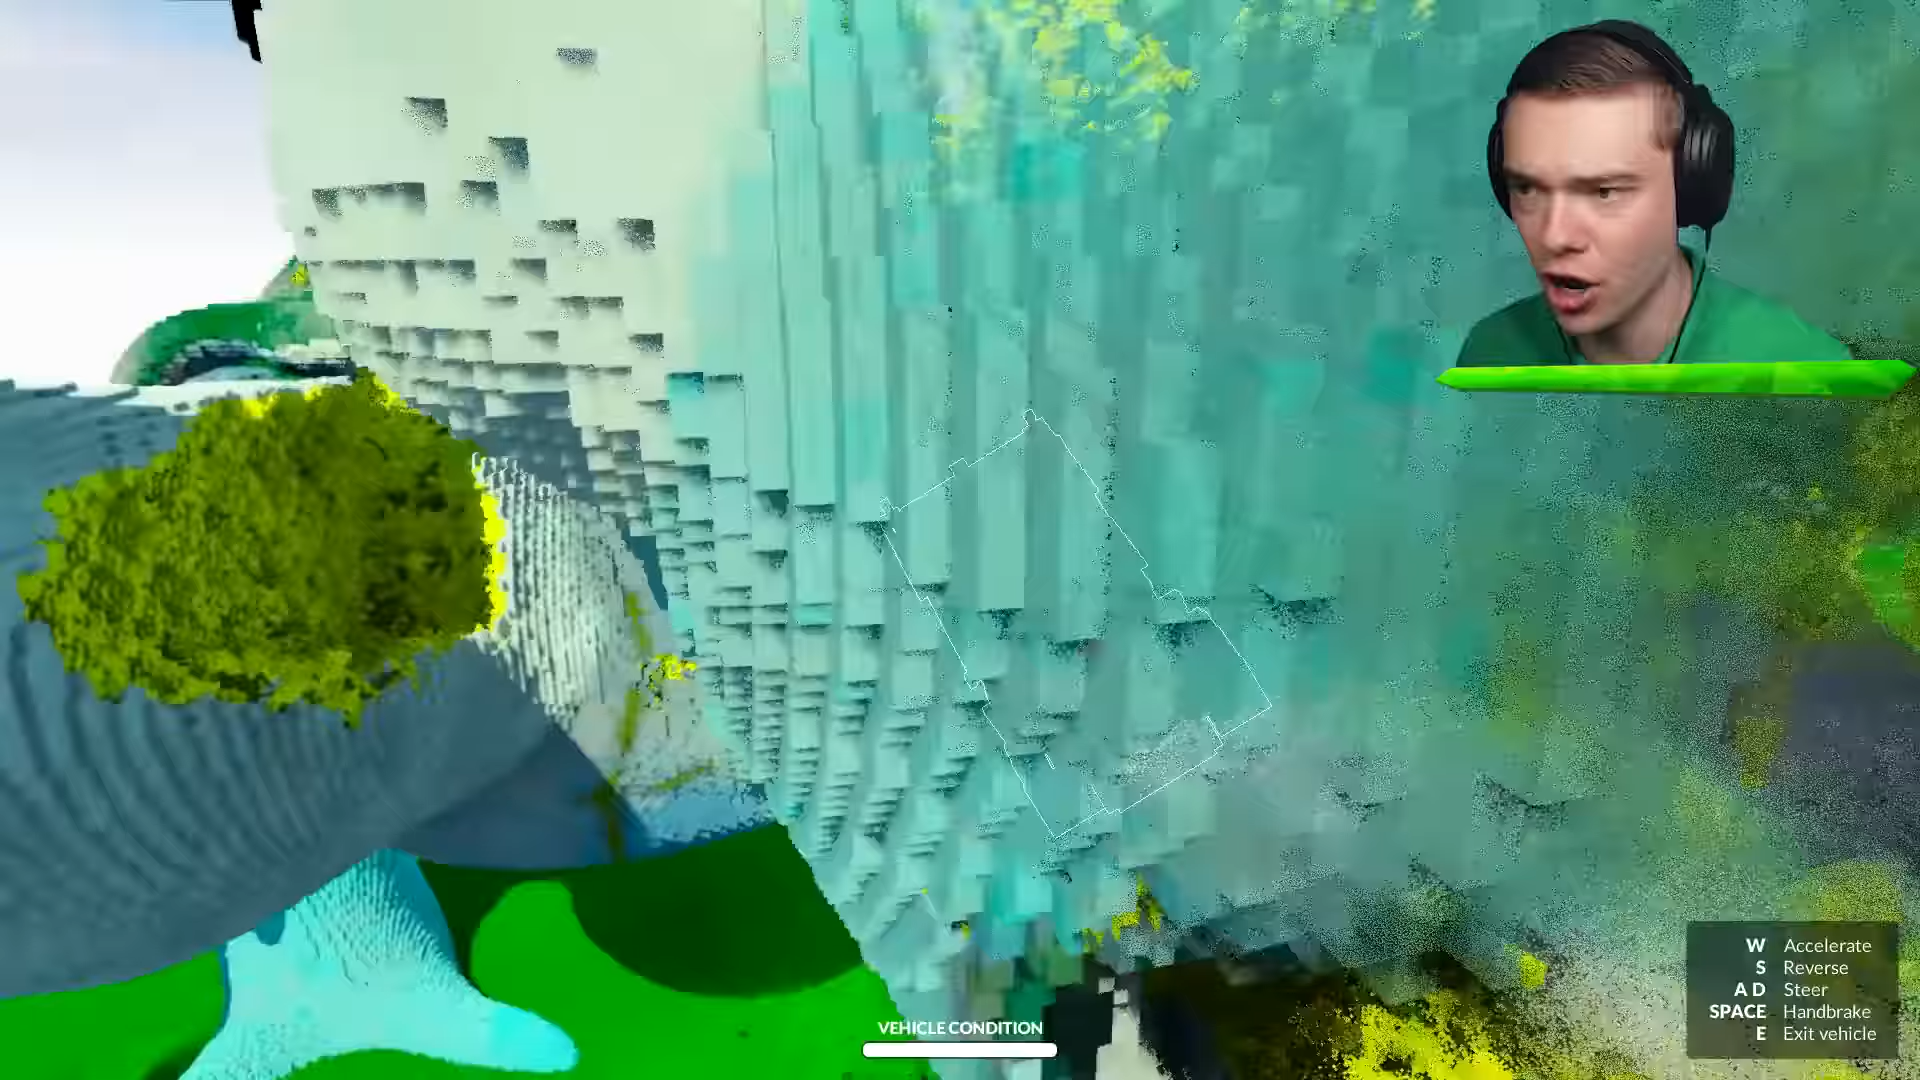 W Accelerate
S Reverse
A D Steer
SPACE Handbrake
E Exit vehicle
VEHICLE CONDITION